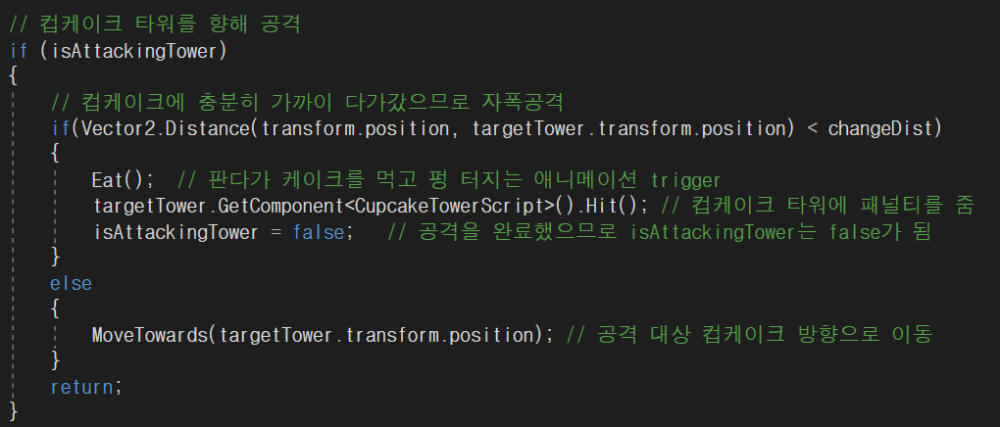 // 컵케이크 타워를 향해 공격
if (isAttackingTower)
{
// 컵케이크에 충분히 가까이 다가갔으므로 자폭공격
if(Vector2.Distance(transform.position, targetTower.transform.position) < changeDist)
{
Eat();  // 판다가 케이크를 먹고 펑 터지는 애니메이션 trigger
targetTower.GetComponent<CupcakeTowerScript>().Hit(); // 컵케이크 타워에 패널티를 줌
isAttackingTower = false;   // 공격을 완료했으므로 isAttackingTower는 false가 됨
}
else
{
MoveTowards(targetTower.transform.position); // 공격 대상 컵케이크 방향으로 이동
}
return;
}